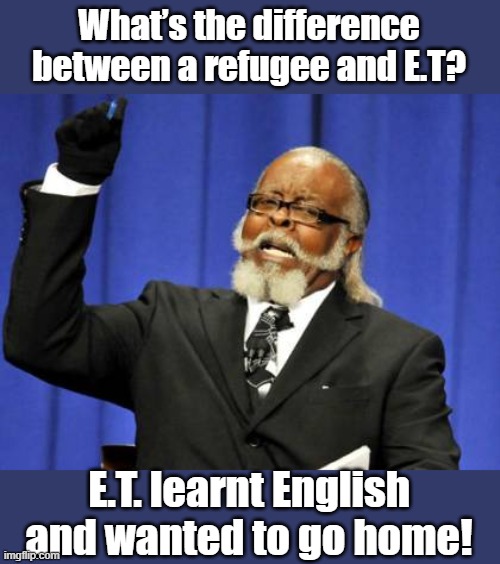 What's the difference
between a refugee and E.T?
E.T. learnt English
and wanted to go home!
imgflip.com